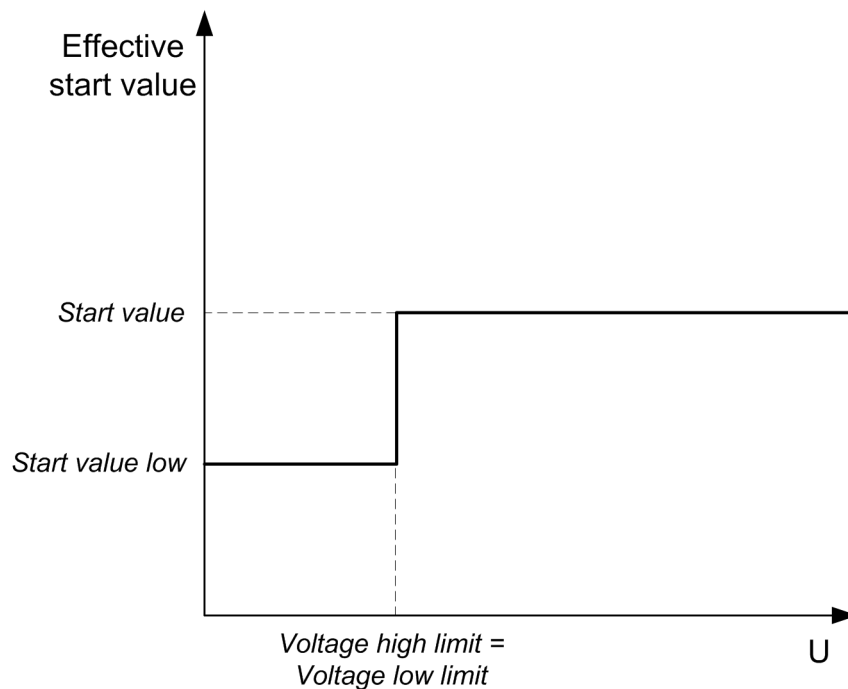 Effective
start value
Start value
Start value low
Voltage high limit =
Voltage low limit
U